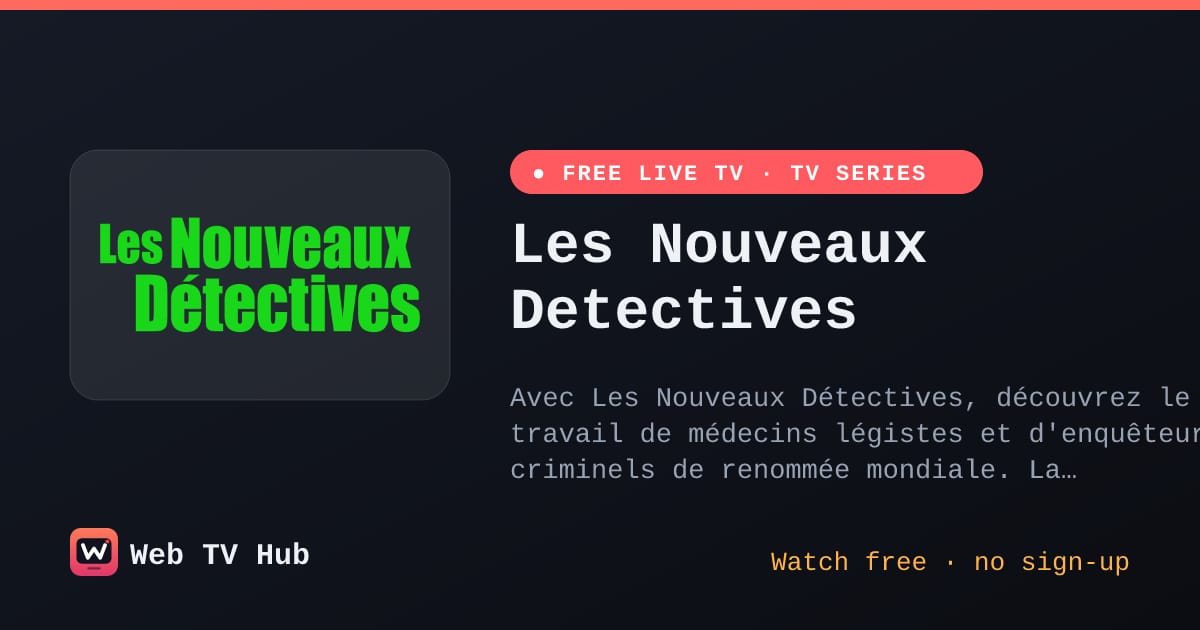 Les Nouveaux
Détectives
● FREE LIVE TV · TV SERIES
Les Nouveaux
Detectives
Avec Les Nouveaux Détectives, découvrez le
travail de médecins légistes et d'enquêteur
criminels de renommée mondiale. La…
W
Web TV Hub
Watch free · no sign-up